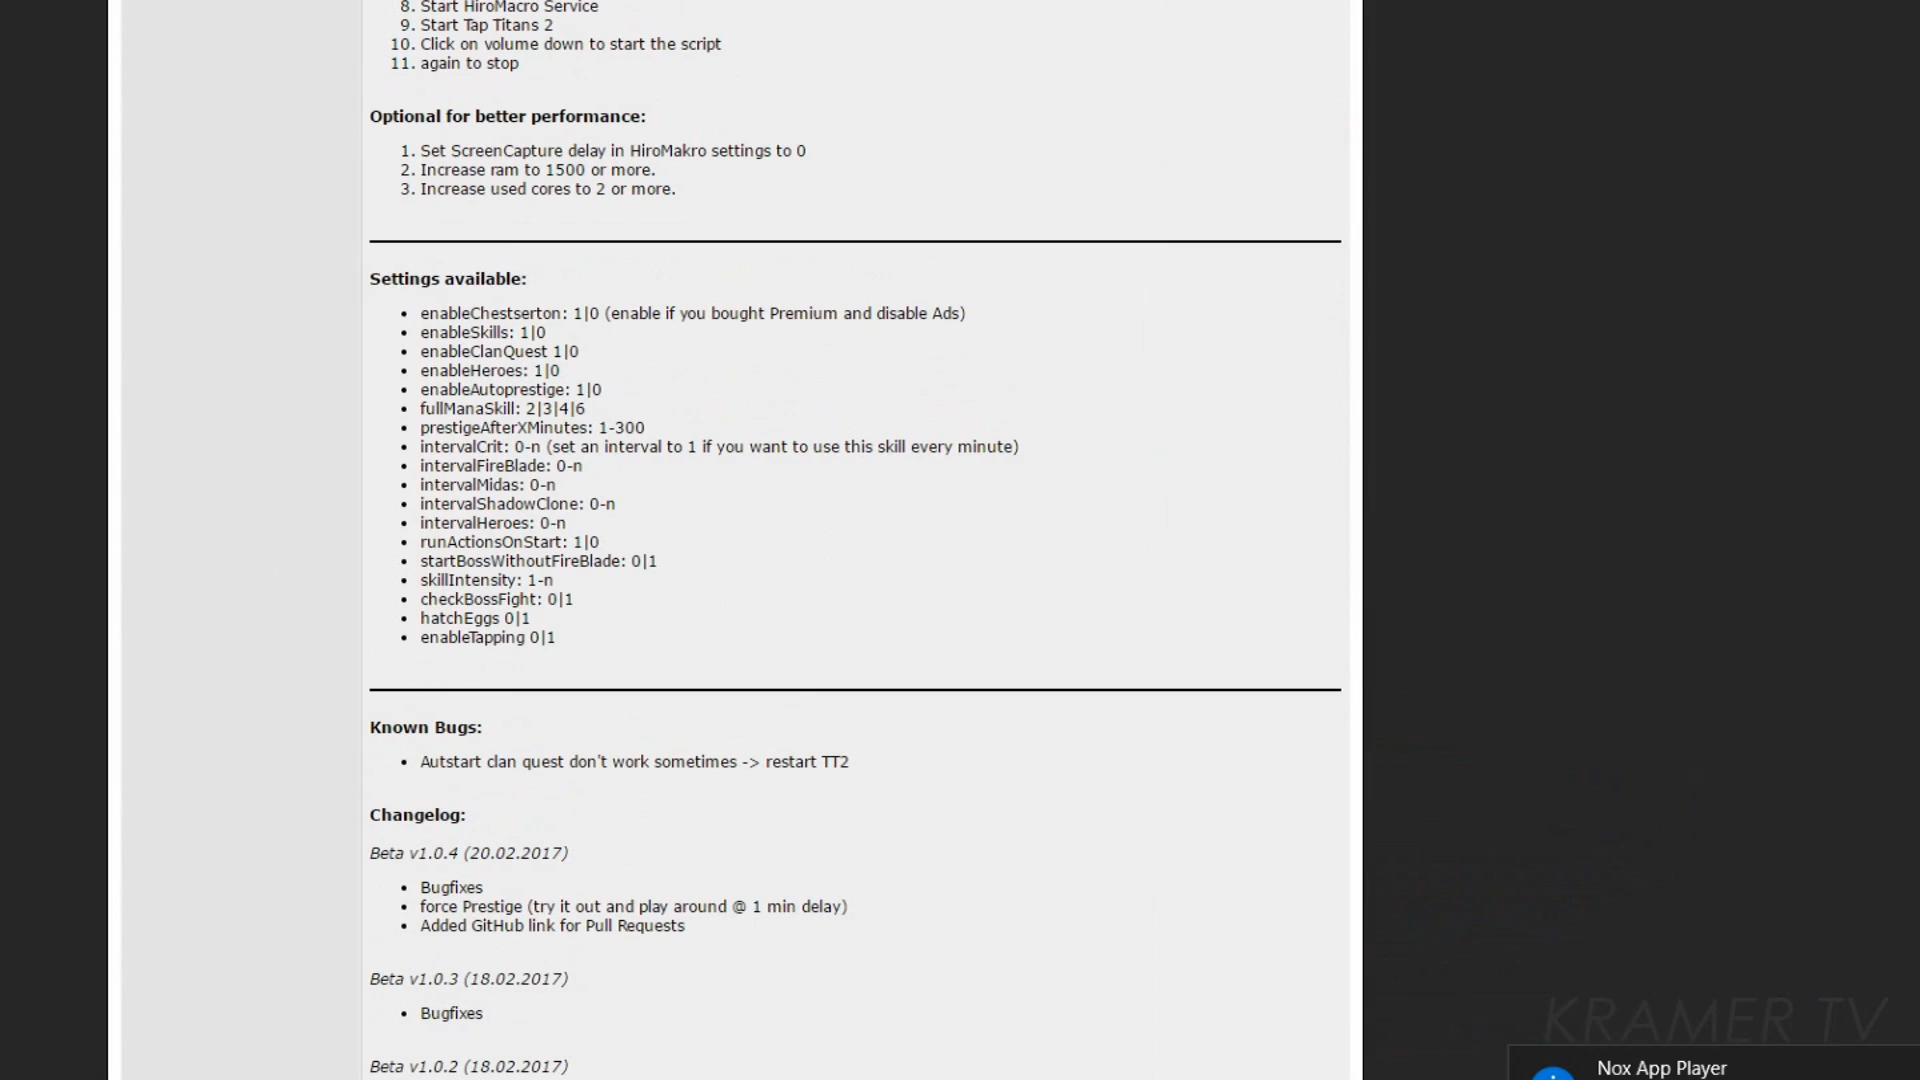 8. Start HiroMacro Service
9. Start Tap Titans 2
10. Click on volume down to start the script
11. again to stop
Optional for better performance:
1. Set ScreenCapture delay in HiroMakro settings to 0
2. Increase ram to 1500 or more.
3. Increase used cores to 2 or more.
Settings available:
• enableChestserton: 1|0 (enable if you bought Premium and disable Ads)
• enableSkills: 1|0
• enableClanQuest 1|0
• enableHeroes: 1|0
• enableAutoprestige: 1|0
• fullManaSkill: 2|3|4|6
• prestigeAfterXMinutes: 1-300
• intervalCrit: 0-n (set an interval to 1 if you want to use this skill every minute)
• intervalFireBlade: 0-n
• intervalMidas: 0-n
• intervalShadowClone: 0-n
• intervalHeroes: 0-n
• runActionsOnStart: 1|0
• startBossWithoutFireBlade: 0|1
• skillIntensity: 1-n
• checkBossFight: 0|1
• hatchEggs 0|1
• enableTapping 0|1
Known Bugs:
• Autstart clan quest don't work sometimes -> restart TT2
Changelog:
Beta v1.0.4 (20.02.2017)
• Bugfixes
• force Prestige (try it out and play around @ 1 min delay)
• Added GitHub link for Pull Requests
Beta v1.0.3 (18.02.2017)
• Bugfixes
Beta v1.0.2 (18.02.2017)
KRAMER TV
Nox App Player